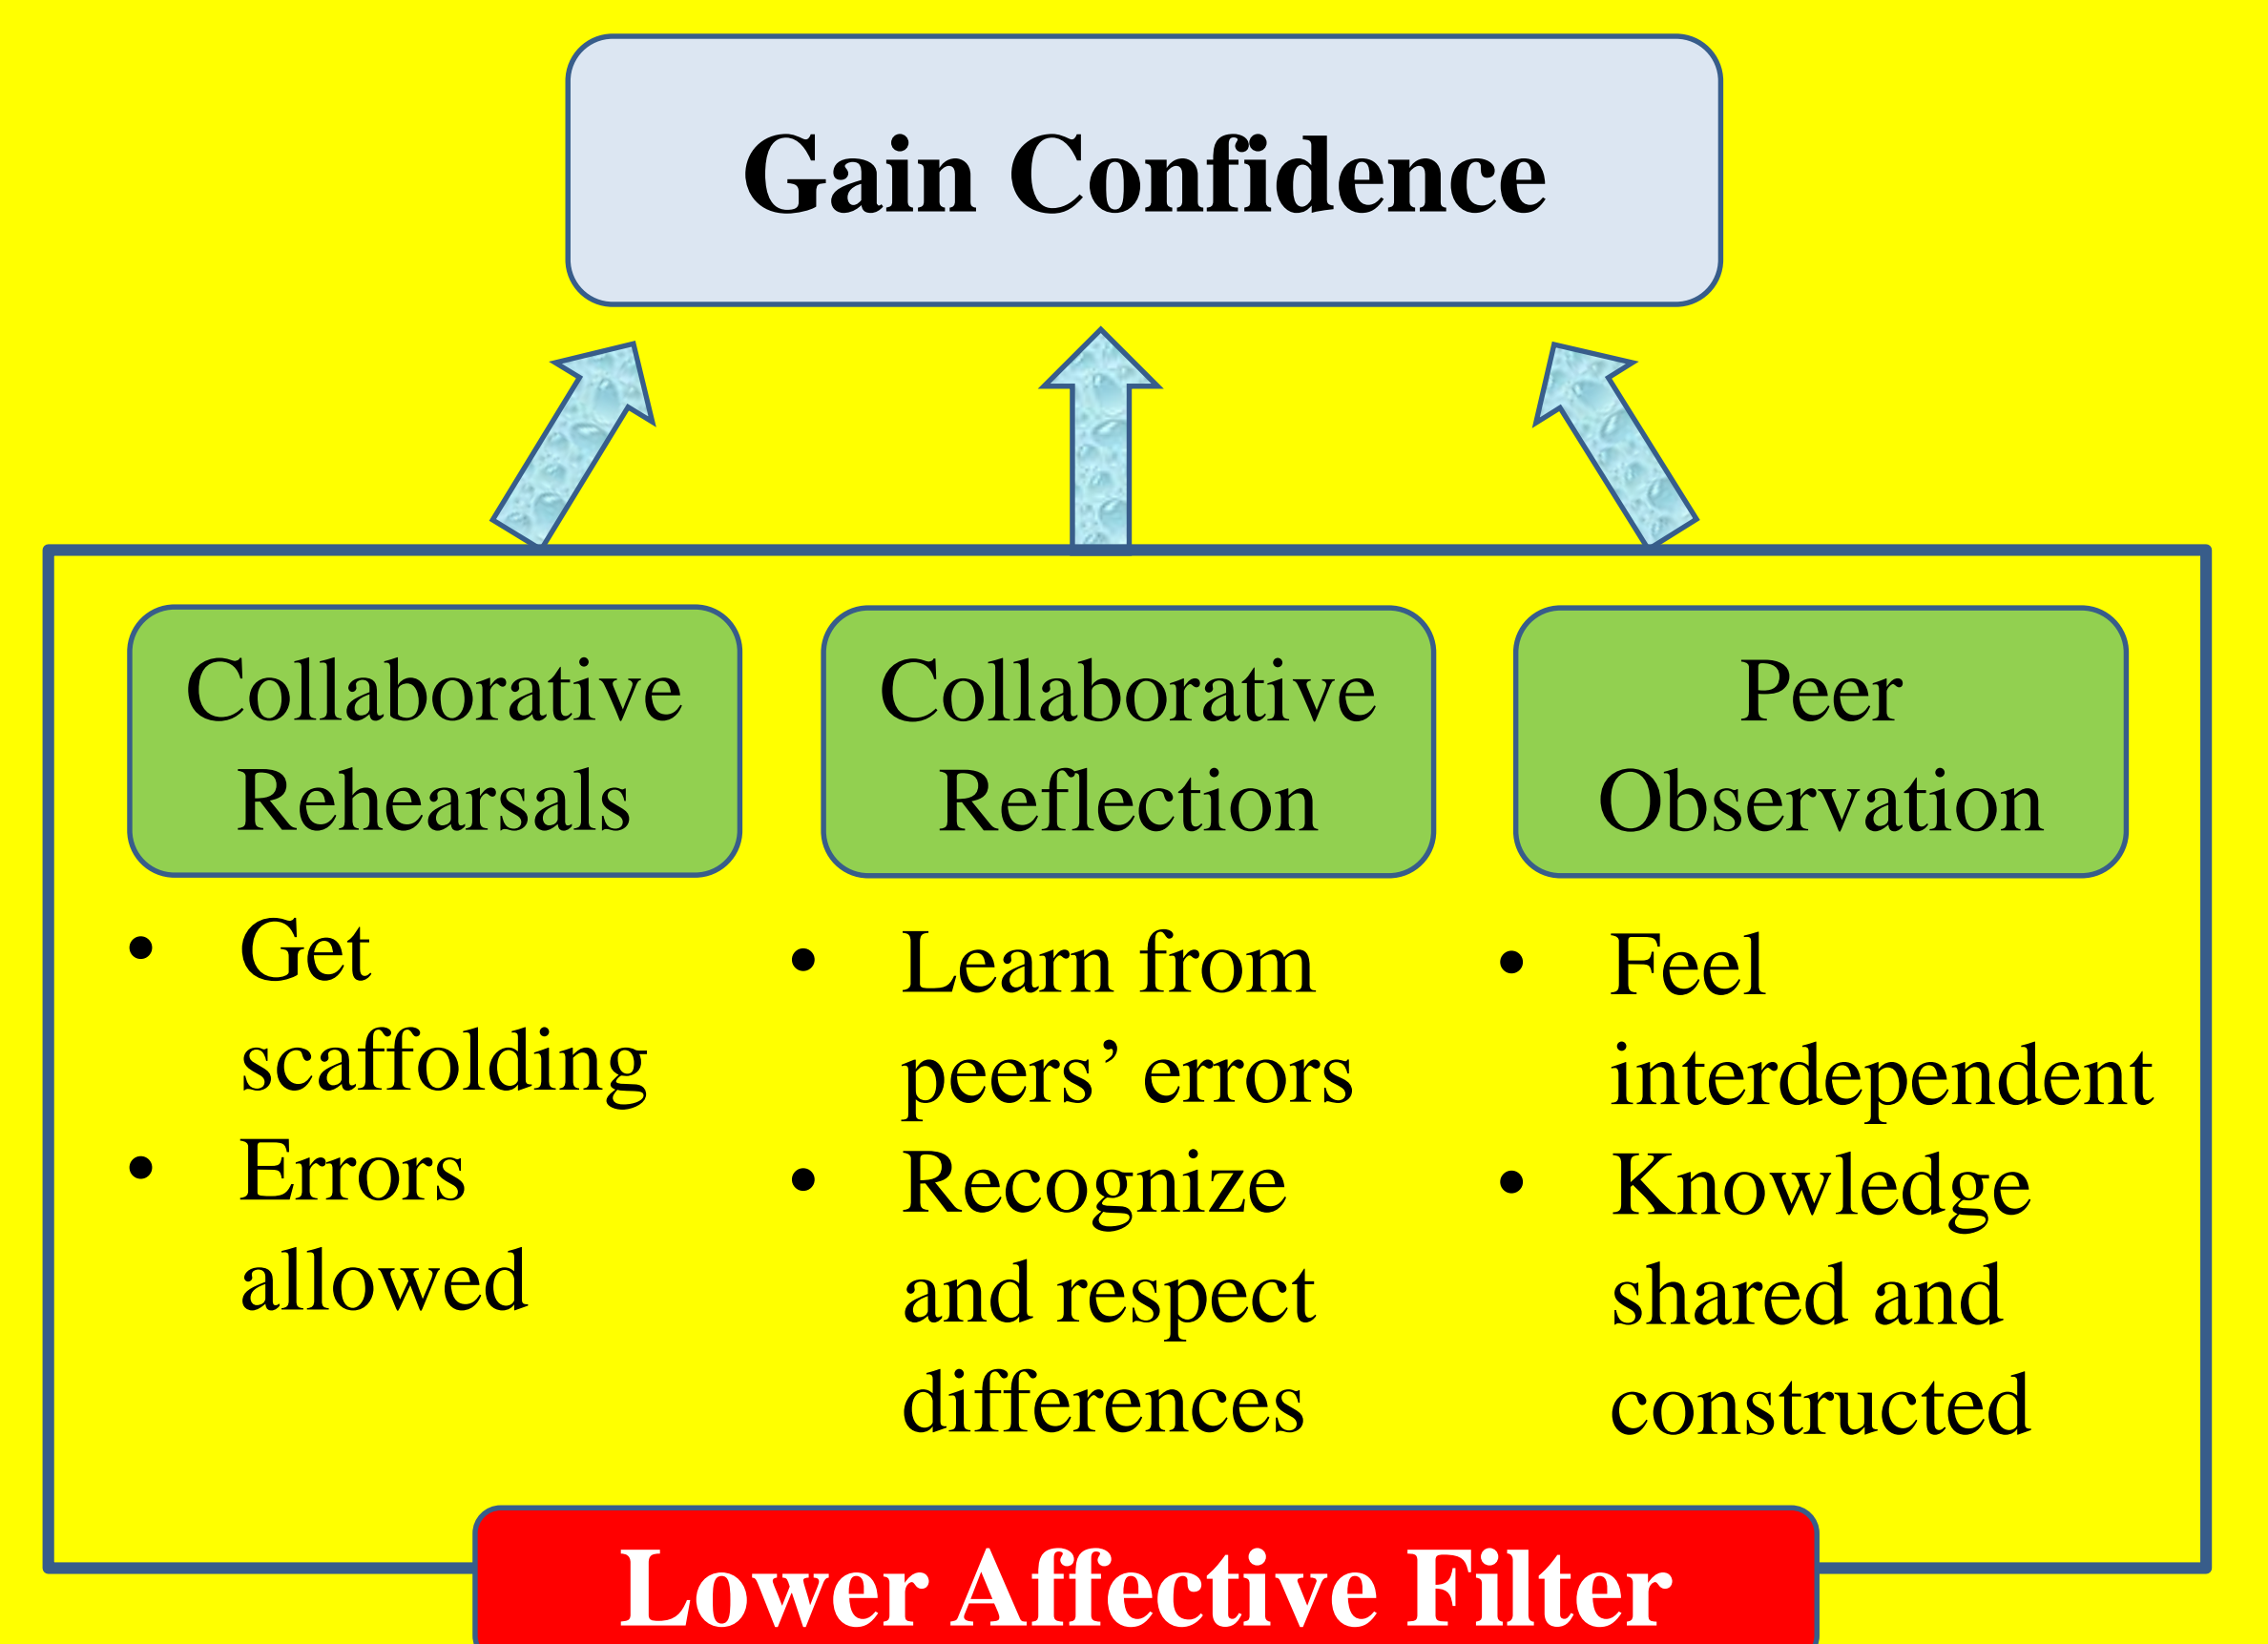 Gain Confidence
Collaborative
Rehearsals
• Get
scaffolding
• Errors
allowed
Collaborative
Reflection
• Learn from
peers’ errors
• Recognize
and respect
differences
Peer
Observation
• Feel
interdependent
• Knowledge
shared and
constructed
Lower Affective Filter